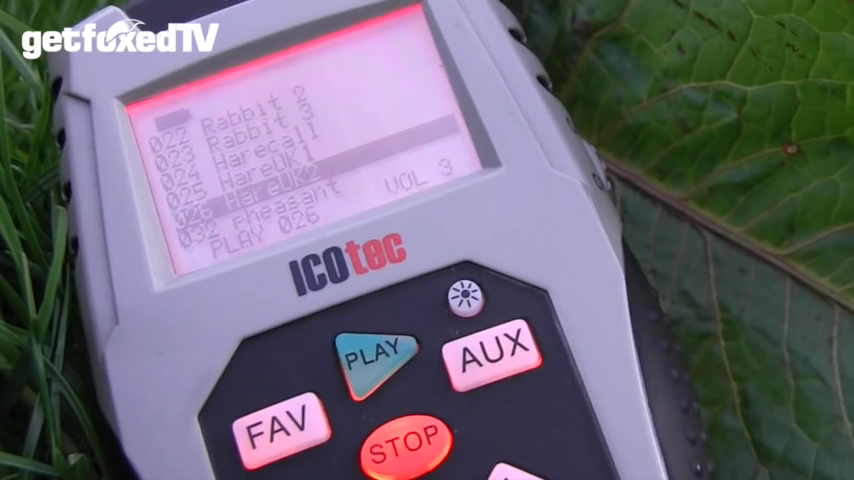 getfoxedTV
022 Rabbit 2
023 Rabbit 3
024 Harecall
025 HareUK1
026 HareUK2
032 Pheasant
PLAY 026 VOL 3
ICOtec
PLAY
AUX
FAV
STOP